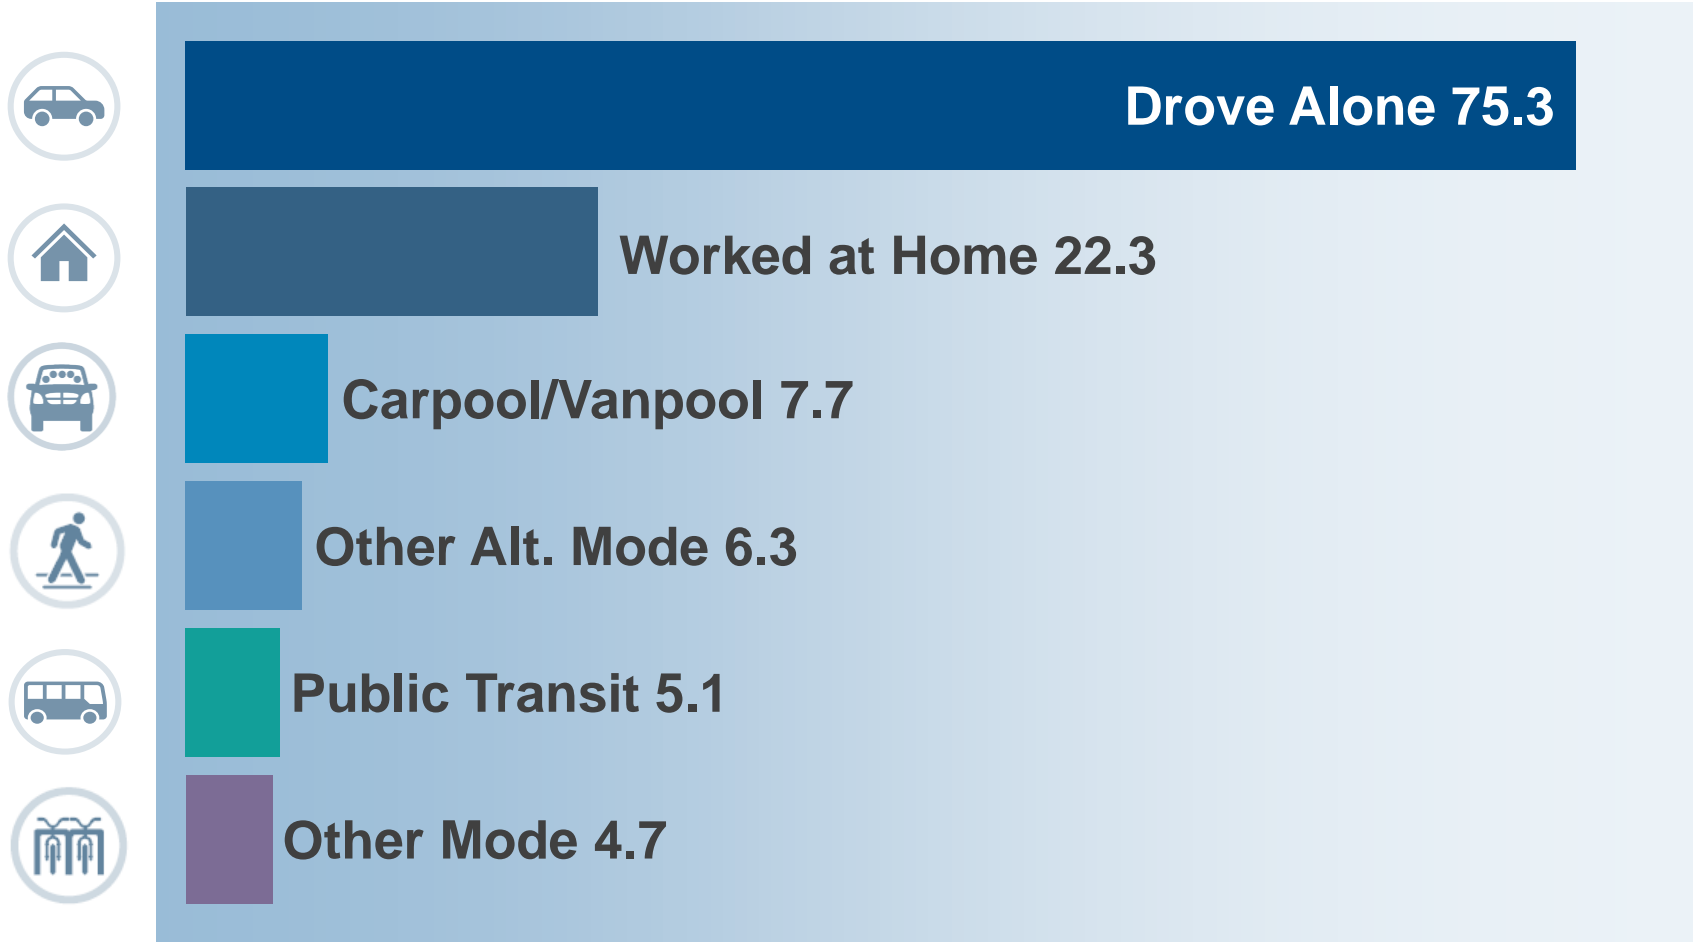 Drove Alone 75.3
Worked at Home 22.3
Carpool/Vanpool 7.7
Other Alt. Mode 6.3
Public Transit 5.1
Other Mode 4.7